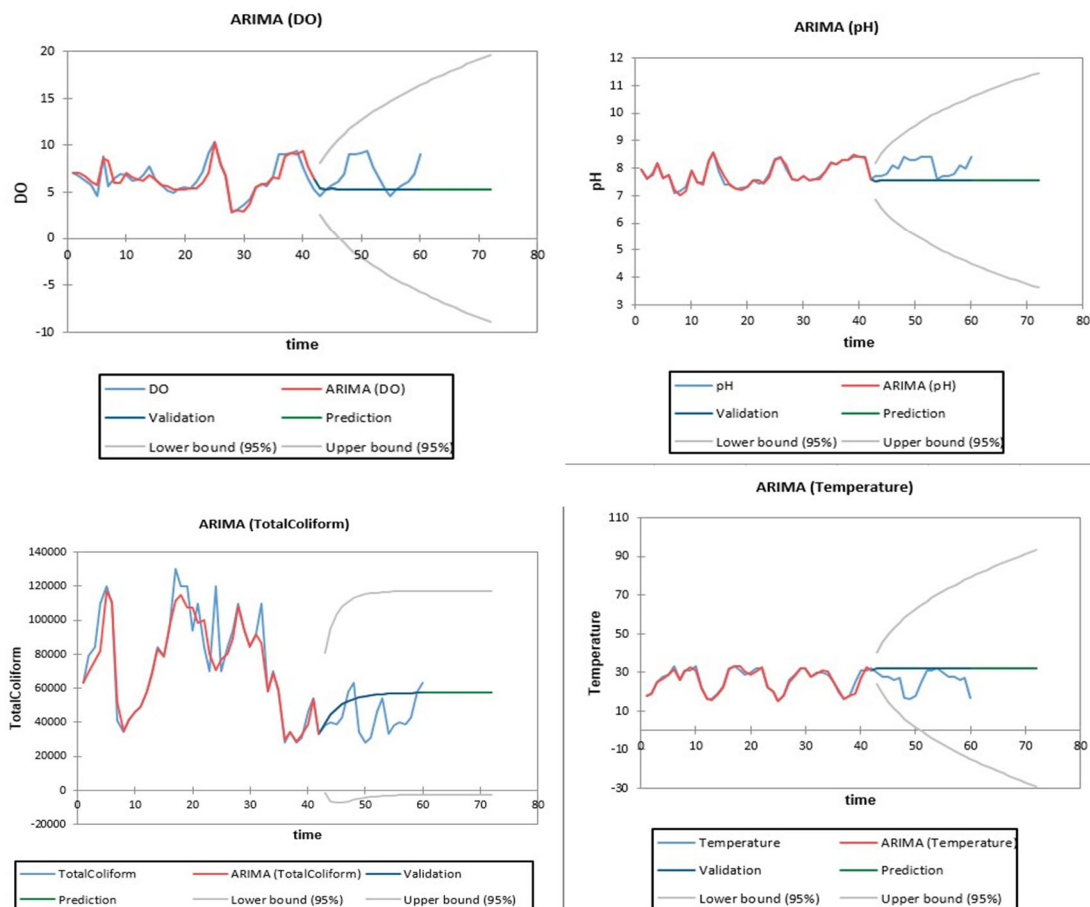 ARIMA (DO)
20
15
10
5
0
-5
-10
0 10 20 30 40 50 60 70 80
DO
time
DO ARIMA (DO)
Validation Prediction
Lower bound (95%) Upper bound (95%)
ARIMA (pH)
12
11
10
9
8
7
6
5
4
3
0 10 20 30 40 50 60 70 80
pH
time
pH ARIMA (pH)
Validation Prediction
Lower bound (95%) Upper bound (95%)
ARIMA (TotalColiform)
140000
120000
100000
80000
60000
40000
20000
0
-20000
0 10 20 30 40 50 60 70 80
TotalColiform
time
TotalColiform ARIMA (TotalColiform) Validation
Prediction Lower bound (95%) Upper bound (95%)
ARIMA (Temperature)
110
90
70
50
30
10
-10
-30
0 10 20 30 40 50 60 70 80
Temperature
time
Temperature ARIMA (Temperature)
Validation Prediction
Lower bound (95%) Upper bound (95%)